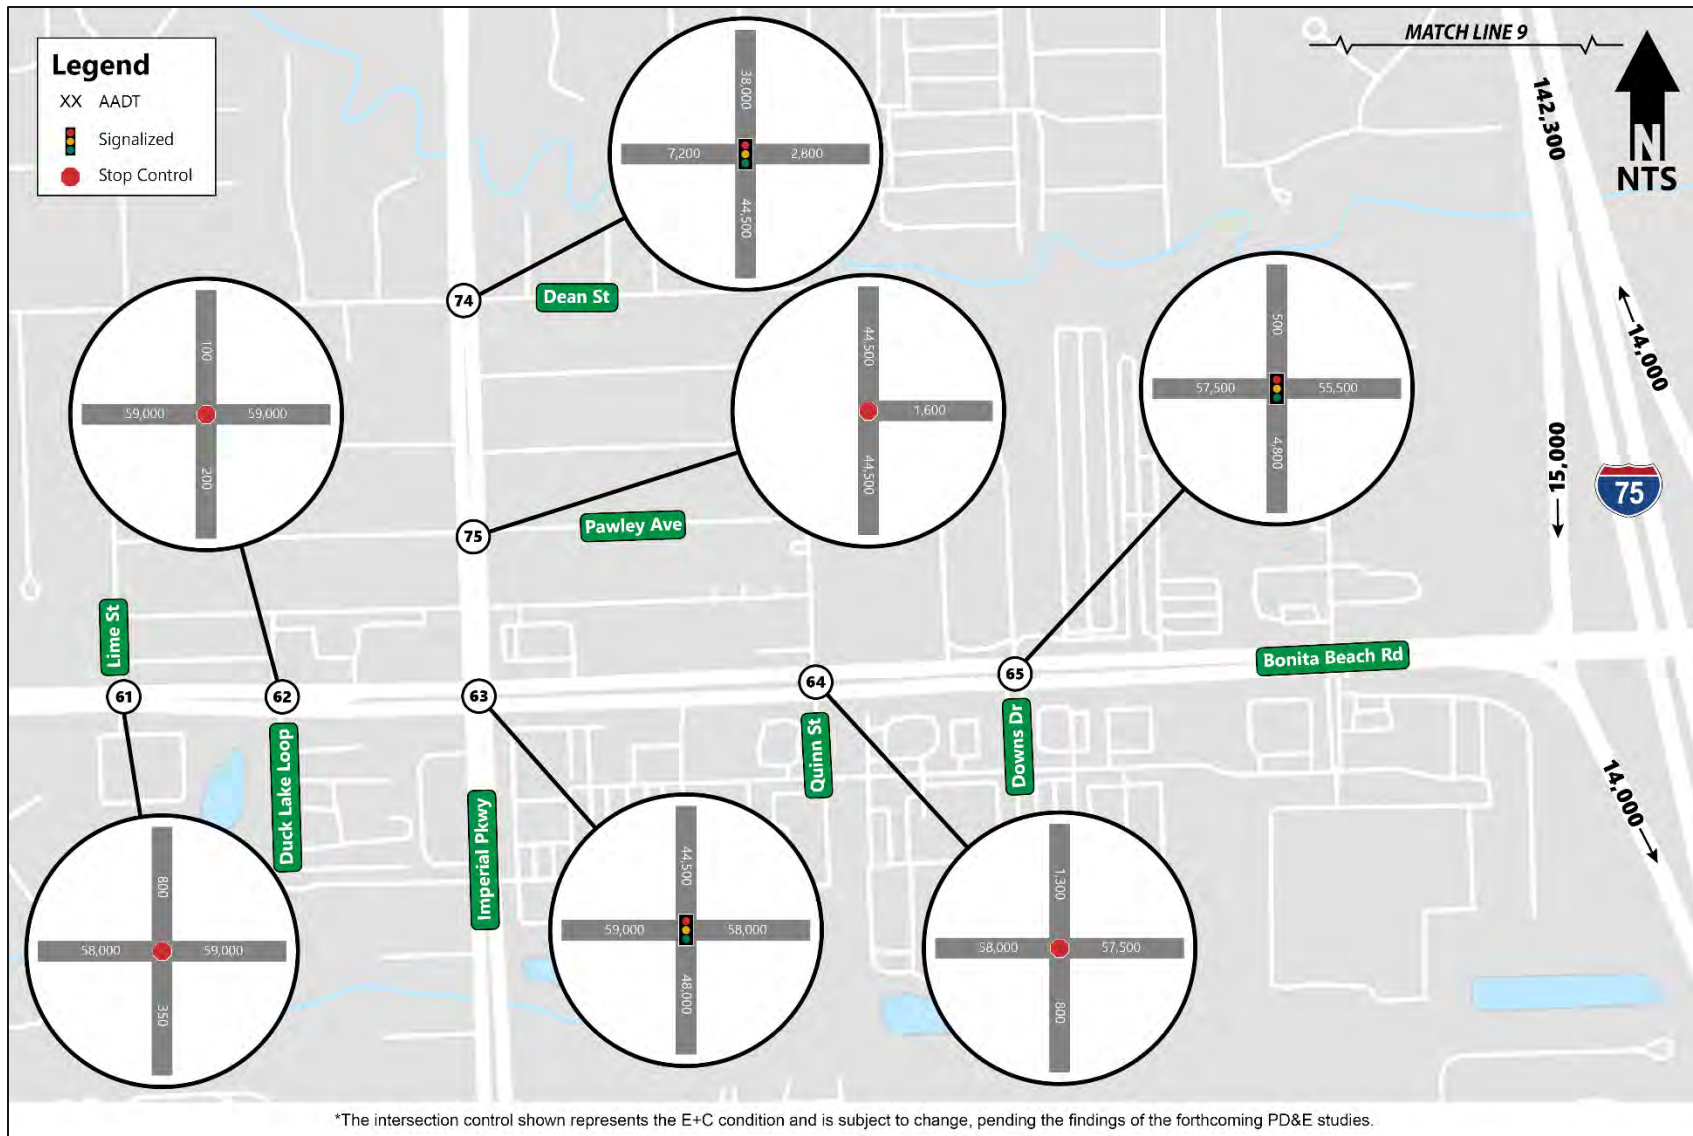 MATCH LINE 9
Legend
XX AADT
Signalized
Stop Control
N
NTS
142,300
38,000
7,200
2,800
44,500
74
Dean St
14,000
100
59,000
59,000
200
44,500
1,600
44,500
500
57,500
55,500
4,800
15,000
75
75
Pawley Ave
Lime St
Bonita Beach Rd
61
62
63
64
65
Duck Lake Loop
Imperial Pkwy
Quinn St
Downs Dr
14,000
800
58,000
59,000
350
44,500
59,000
58,000
48,000
1,300
58,000
57,500
800
*The intersection control shown represents the E+C condition and is subject to change, pending the findings of the forthcoming PD&E studies.